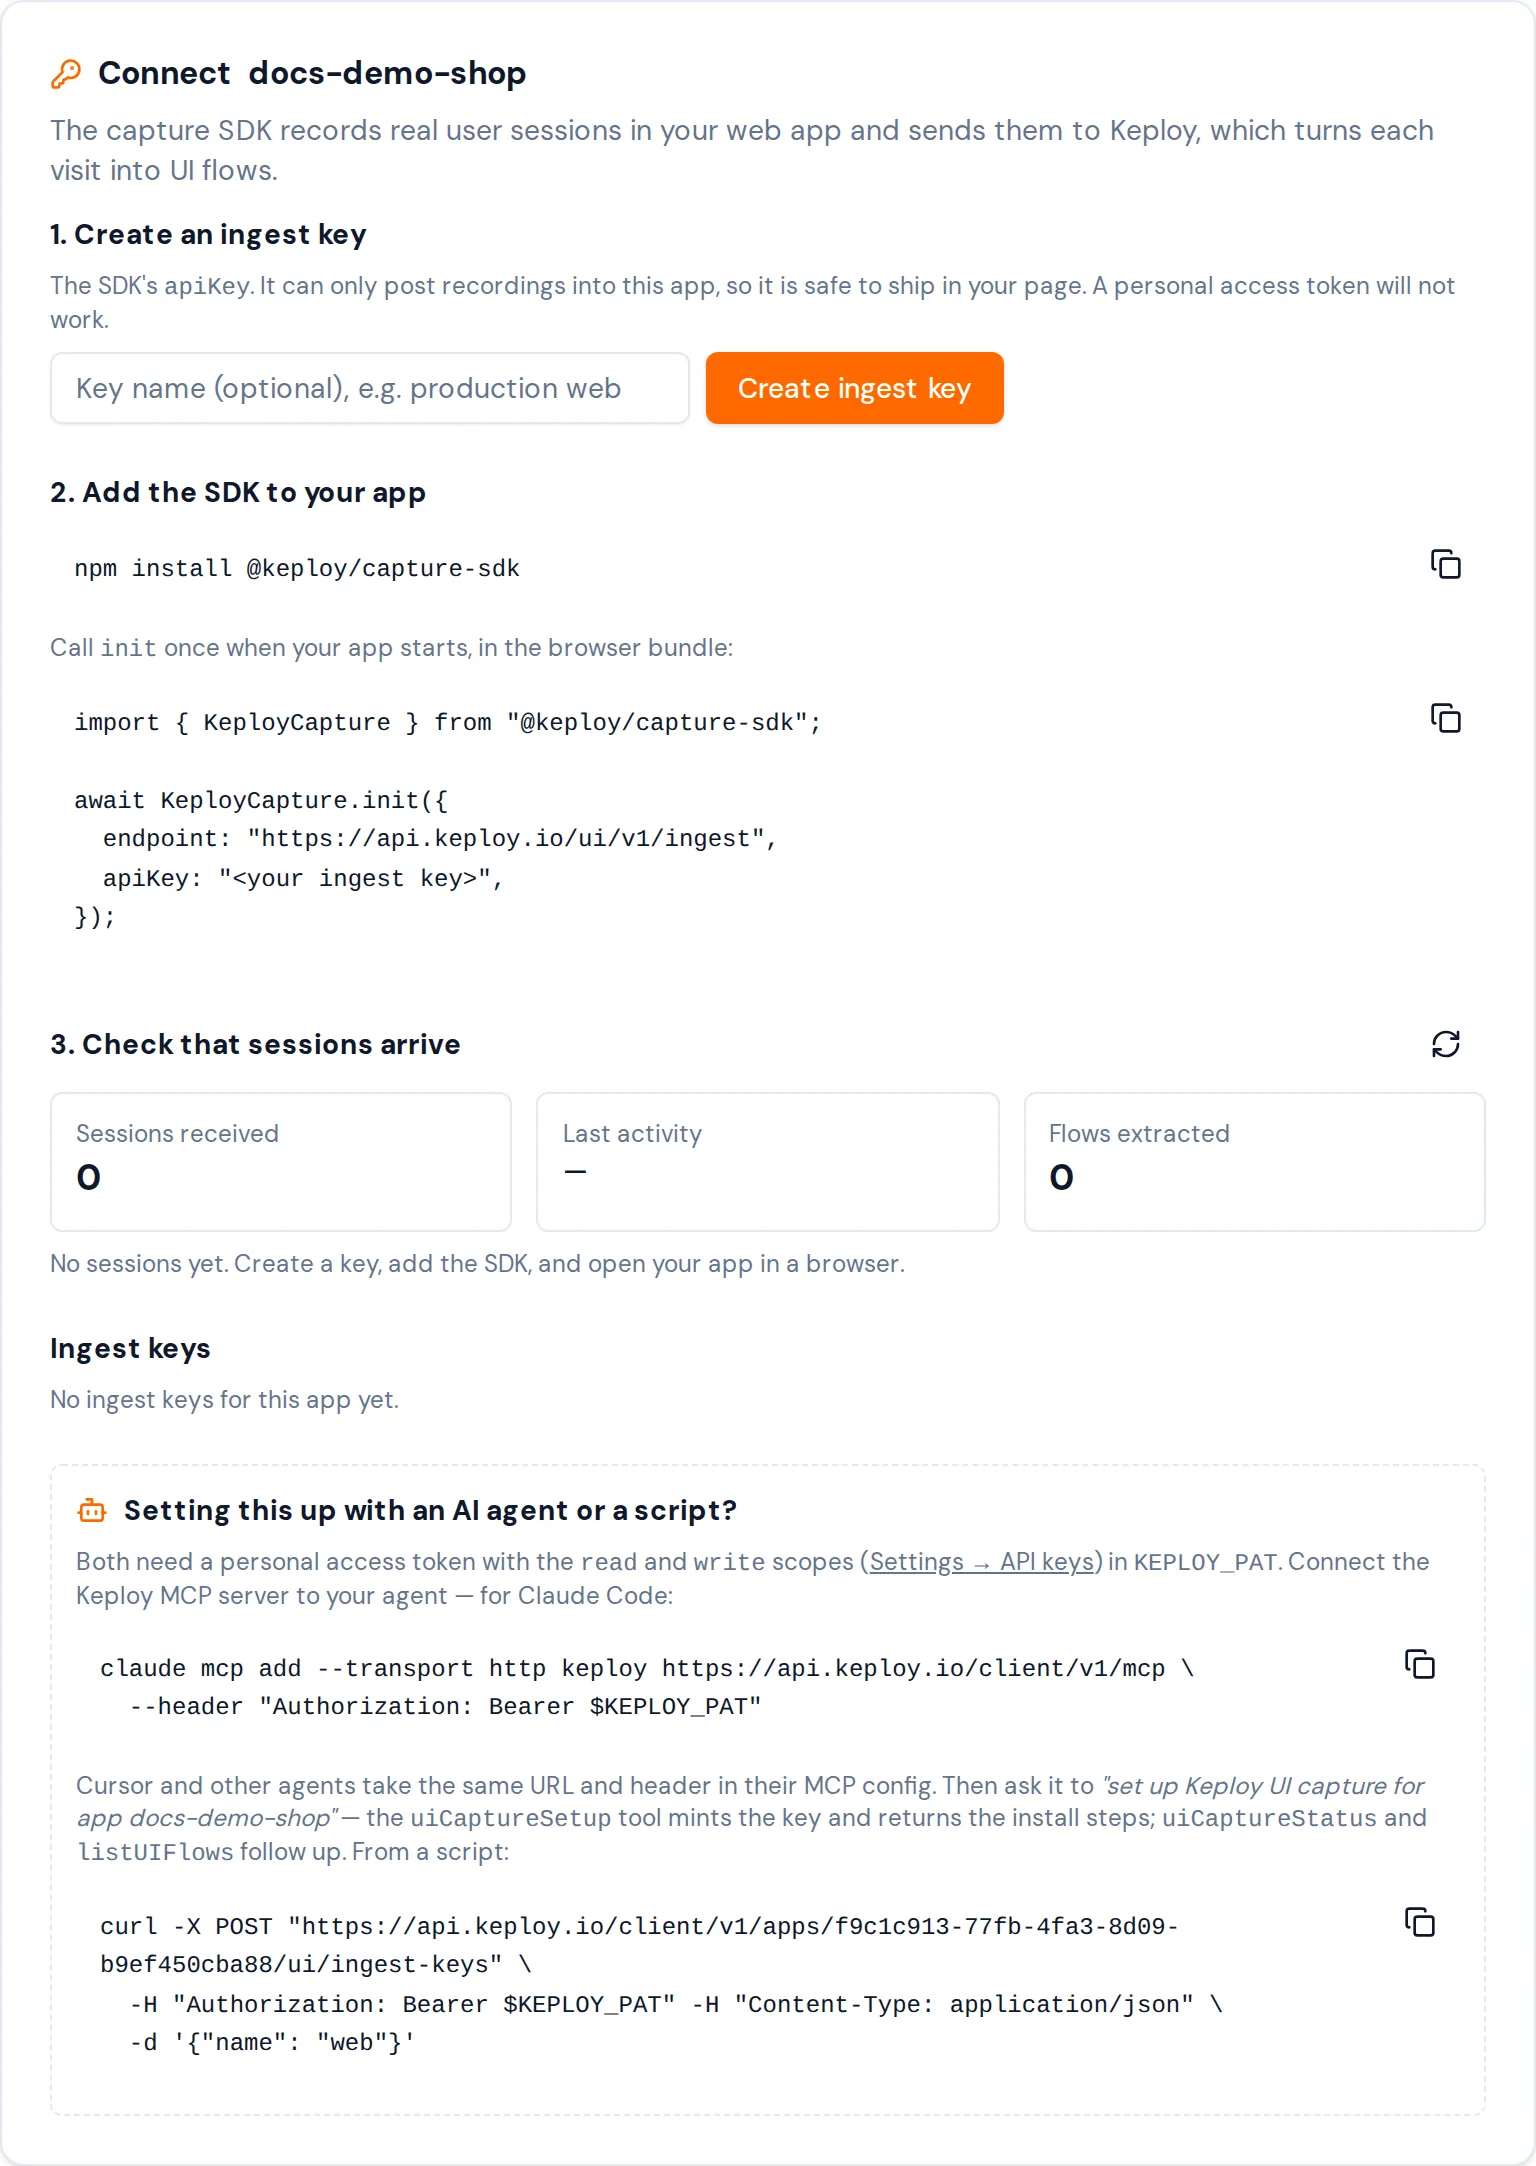 Connect docs-demo-shop
The capture SDK records real user sessions in your web app and sends them to Keploy, which turns each
visit into UI flows.
1. Create an ingest key
The SDK's apiKey. It can only post recordings into this app, so it is safe to ship in your page. A personal access token will not
work.
Key name (optional), e.g. production web
Create ingest key
2. Add the SDK to your app
npm install @keploy/capture-sdk
Call init once when your app starts, in the browser bundle:
import { KeployCapture } from "@keploy/capture-sdk";
await KeployCapture.init({
  endpoint: "https://api.keploy.io/ui/v1/ingest",
  apiKey: "<your ingest key>",
});
3. Check that sessions arrive
Sessions received
0
Last activity
—
Flows extracted
0
No sessions yet. Create a key, add the SDK, and open your app in a browser.
Ingest keys
No ingest keys for this app yet.
Setting this up with an AI agent or a script?
Both need a personal access token with the read and write scopes (Settings → API keys) in KEPLOY_PAT. Connect the
Keploy MCP server to your agent — for Claude Code:
claude mcp add --transport http keploy https://api.keploy.io/client/v1/mcp \
  --header "Authorization: Bearer $KEPLOY_PAT"
Cursor and other agents take the same URL and header in their MCP config. Then ask it to "set up Keploy UI capture for
app docs-demo-shop" — the uiCaptureSetup tool mints the key and returns the install steps; uiCaptureStatus and
listUIFlows follow up. From a script:
curl -X POST "https://api.keploy.io/client/v1/apps/f9c1c913-77fb-4fa3-8d09-
b9ef450cba88/ui/ingest-keys" \
  -H "Authorization: Bearer $KEPLOY_PAT" -H "Content-Type: application/json" \
  -d '{"name": "web"}'